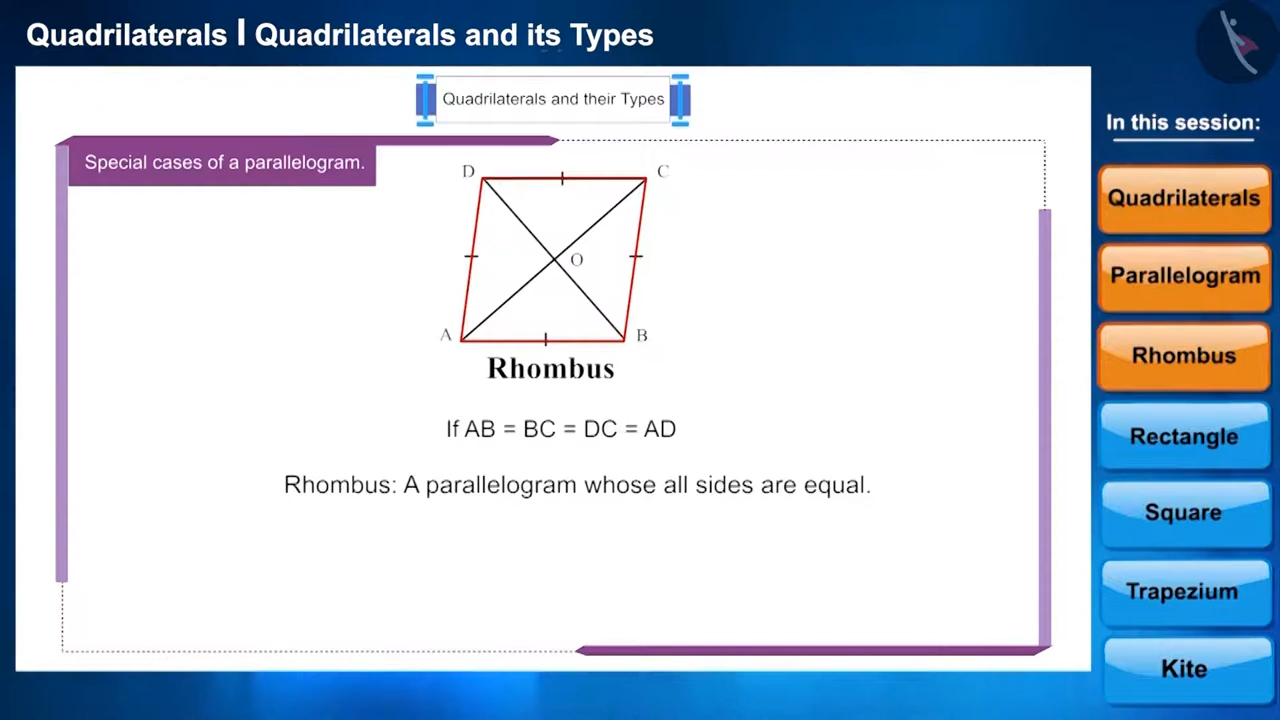 Quadrilaterals I Quadrilaterals and its Types
Quadrilaterals and their Types
In this session:
Special cases of a parallelogram.
D
C
O
A
B
Rhombus
If AB = BC = DC = AD
Rhombus: A parallelogram whose all sides are equal.
Quadrilaterals
Parallelogram
Rhombus
Rectangle
Square
Trapezium
Kite